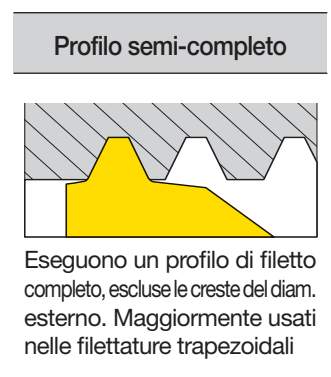 Profilo semi-completo
Eseguono un profilo di filetto
completo, escluse le creste del diam.
esterno. Maggiormente usati
nelle filettature trapezoidali